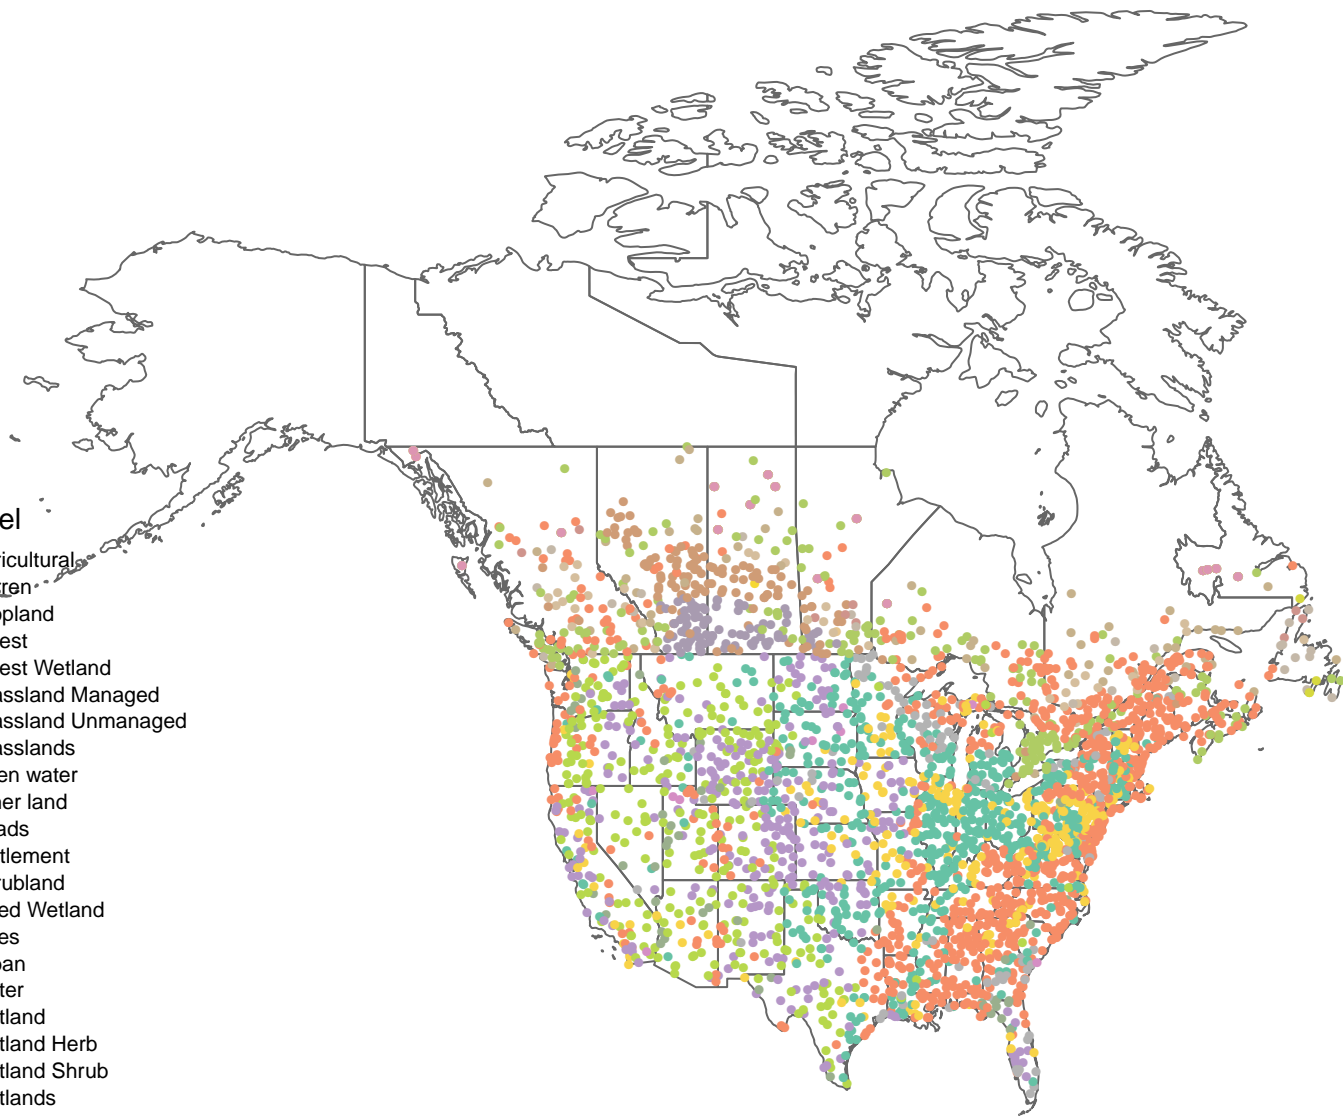 el
ricultural
rren
opland
est
est Wetland
assland Managed
assland Unmanaged
asslands
en water
her land
ads
ttlement
rubland
ed Wetland
es
ban
ter
tland
tland Herb
tland Shrub
tlands